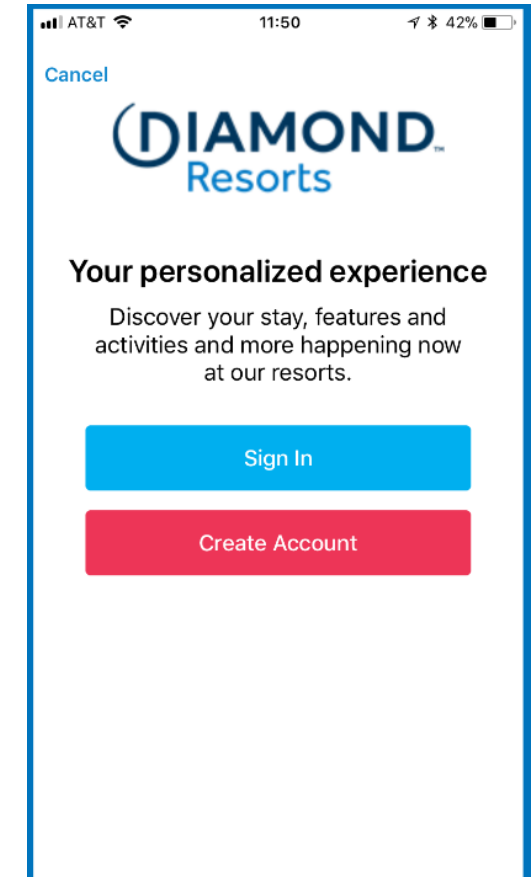 AT&T 11:50 42%
Cancel
DIAMOND™
Resorts
Your personalized experience
Discover your stay, features and
activities and more happening now
at our resorts.
Sign In
Create Account